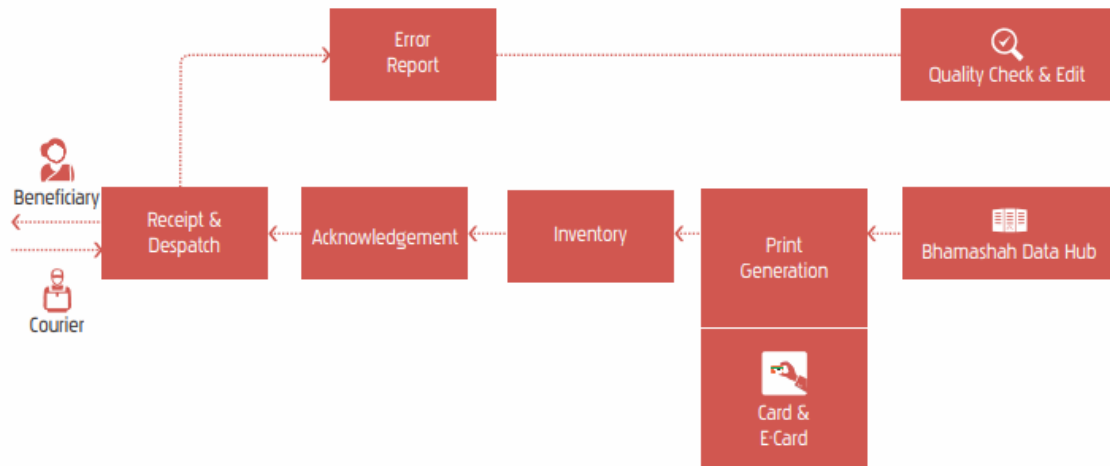 Error
Report
Quality Check & Edit
Beneficiary
Receipt &
Despatch
Acknowledgement
Inventory
Print
Generation
Bhamashah Data Hub
Courier
Card &
E-Card